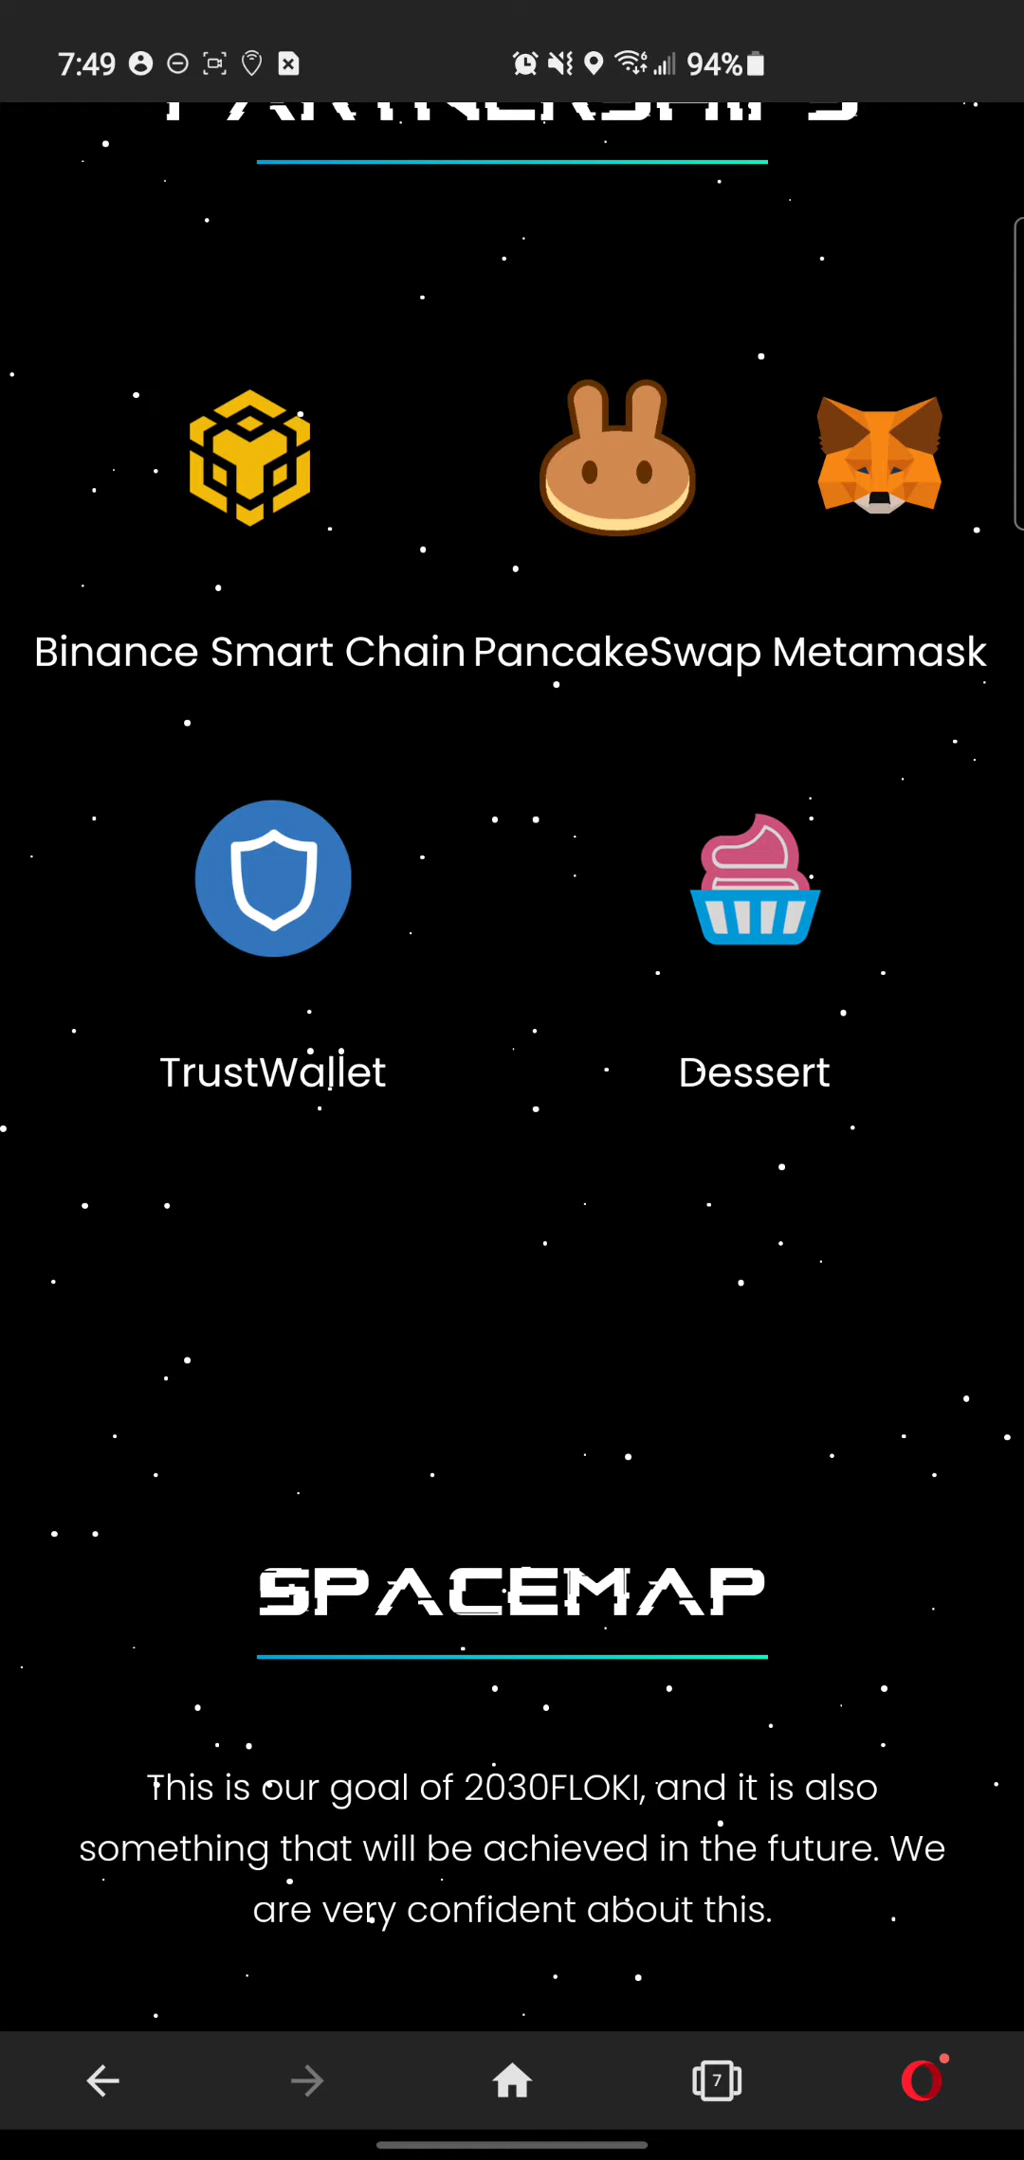 7:49
94%
PARTNERSHIPS
Binance Smart Chain PancakeSwap Metamask
TrustWallet Dessert
SPACEMAP
This is our goal of 2030FLOKI, and it is also
something that will be achieved in the future. We
are very confident about this.
7